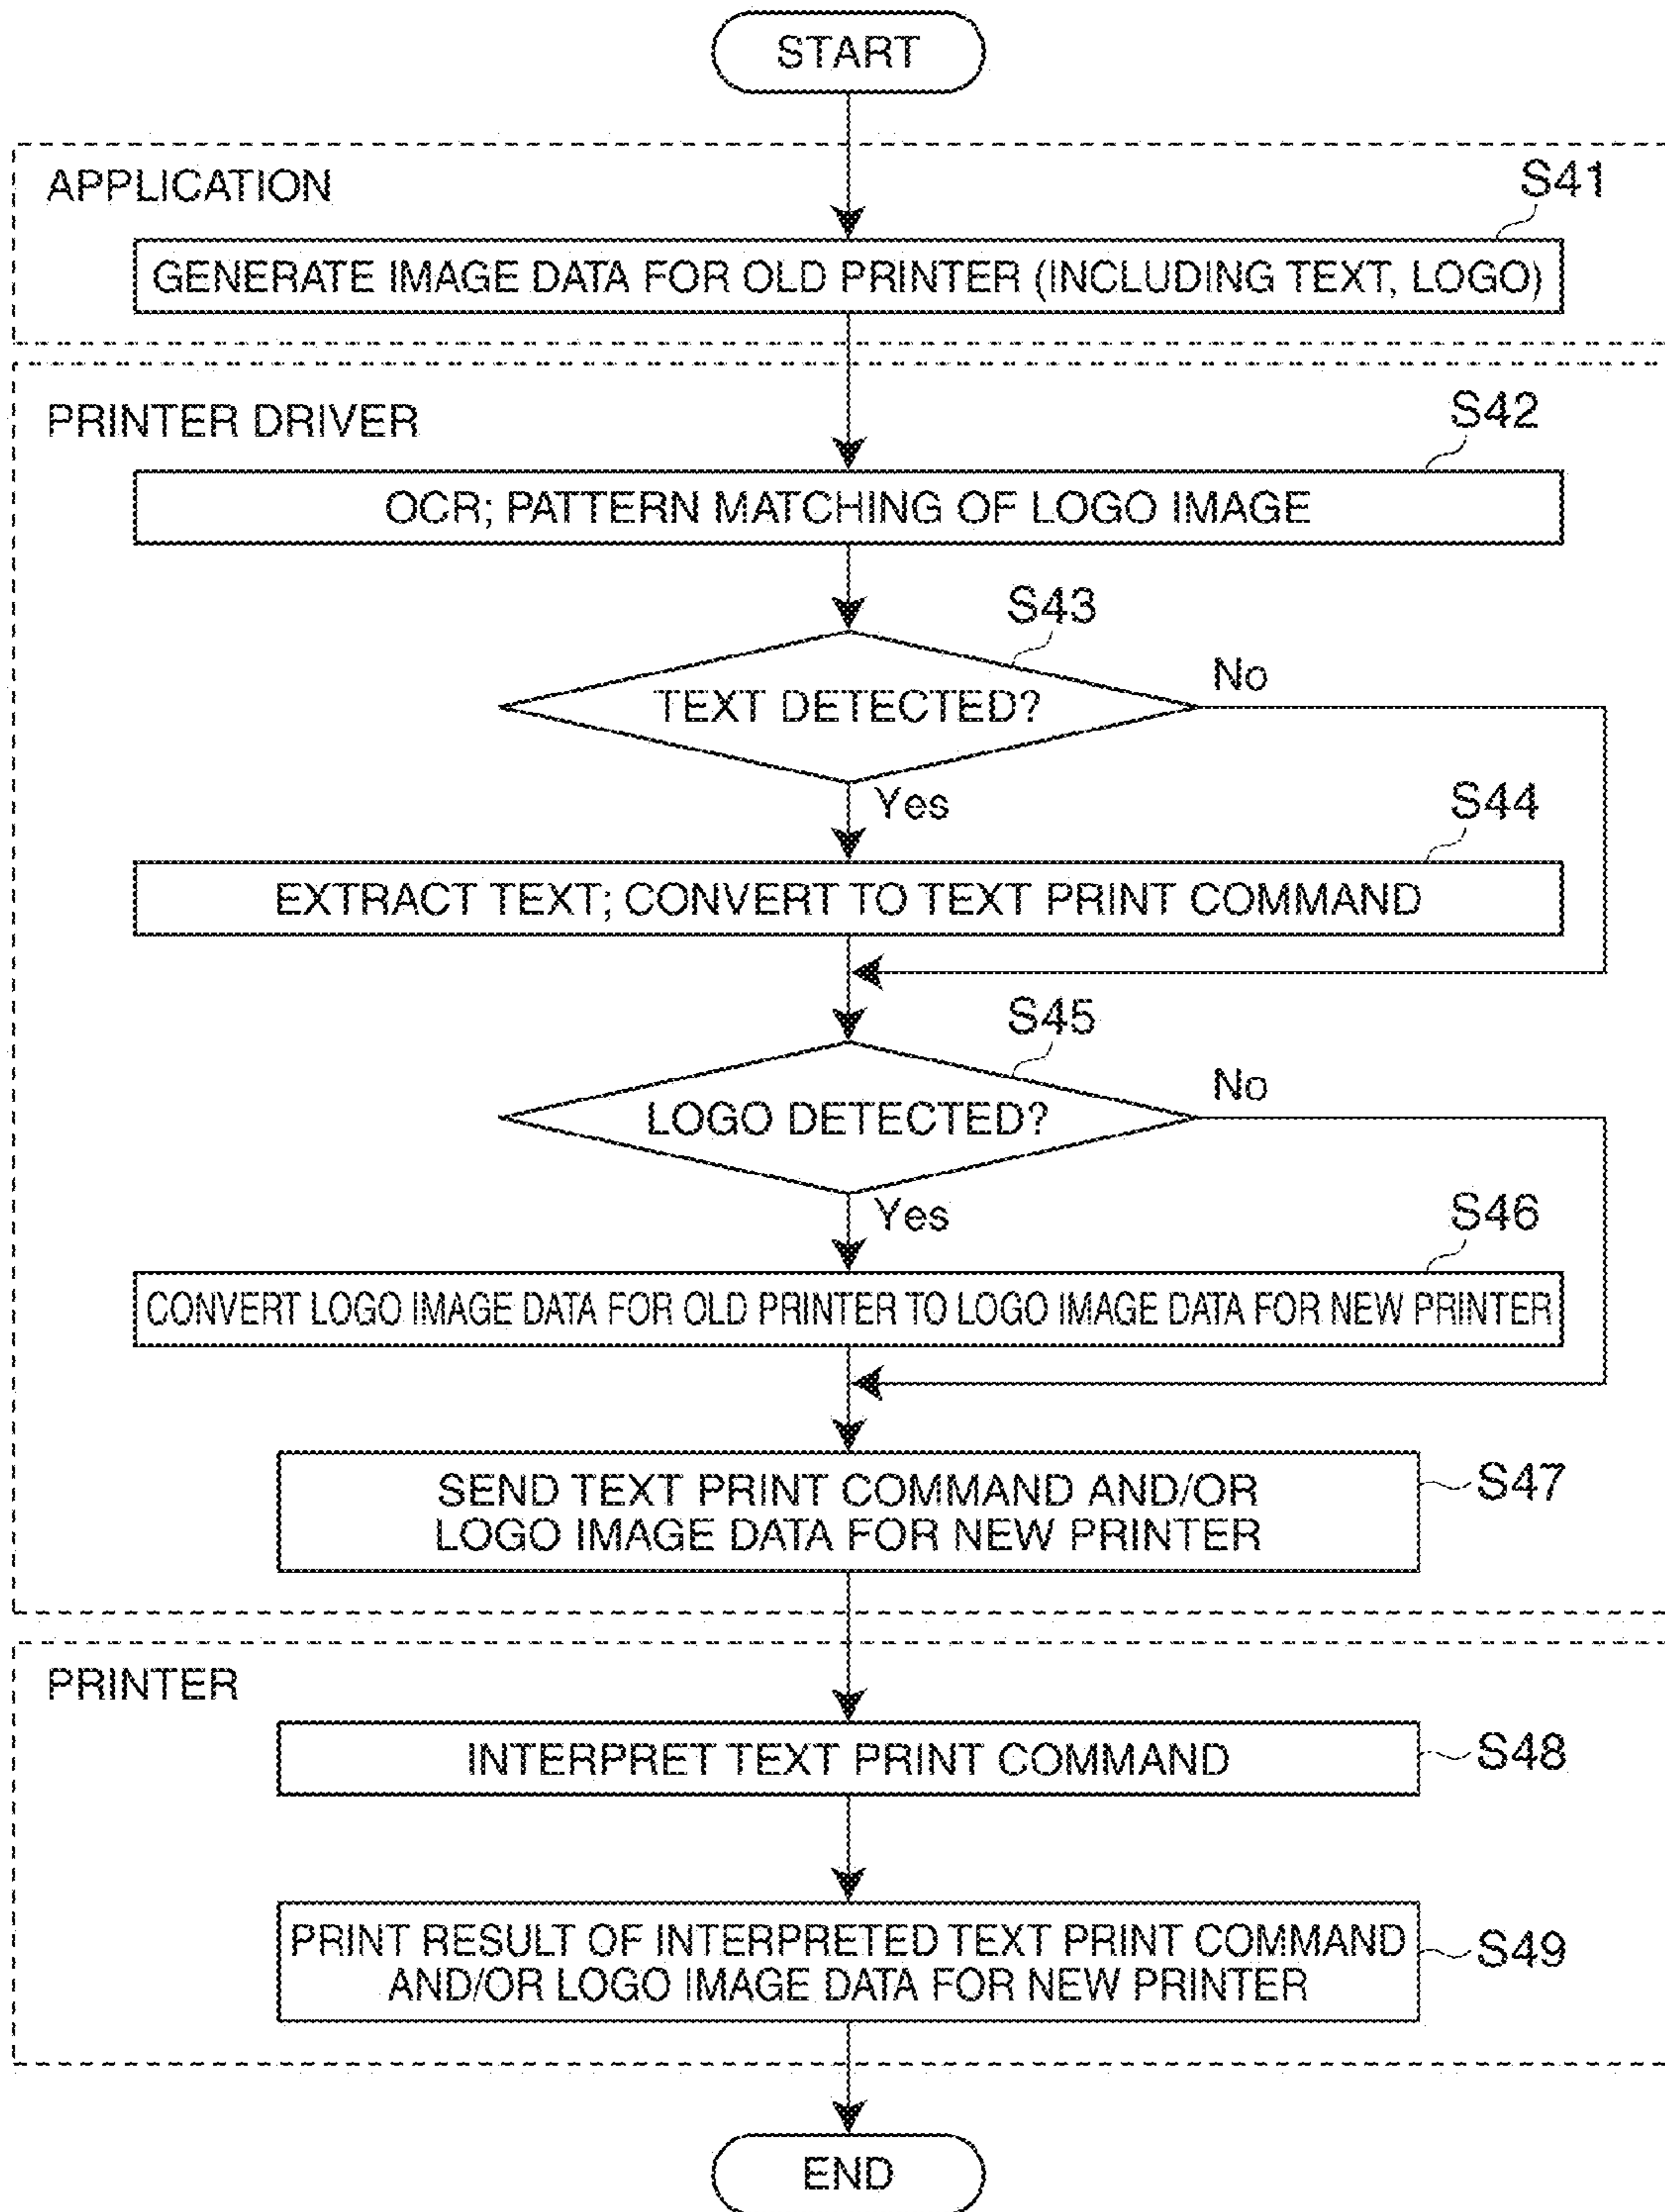 START
APPLICATION
S41
GENERATE IMAGE DATA FOR OLD PRINTER (INCLUDING TEXT, LOGO)
PRINTER DRIVER
S42
OCR; PATTERN MATCHING OF LOGO IMAGE
S43
TEXT DETECTED?
No
Yes
S44
EXTRACT TEXT; CONVERT TO TEXT PRINT COMMAND
S45
LOGO DETECTED?
No
Yes
S46
CONVERT LOGO IMAGE DATA FOR OLD PRINTER TO LOGO IMAGE DATA FOR NEW PRINTER
SEND TEXT PRINT COMMAND AND/OR
LOGO IMAGE DATA FOR NEW PRINTER
S47
PRINTER
INTERPRET TEXT PRINT COMMAND
S48
PRINT RESULT OF INTERPRETED TEXT PRINT COMMAND
AND/OR LOGO IMAGE DATA FOR NEW PRINTER
S49
END